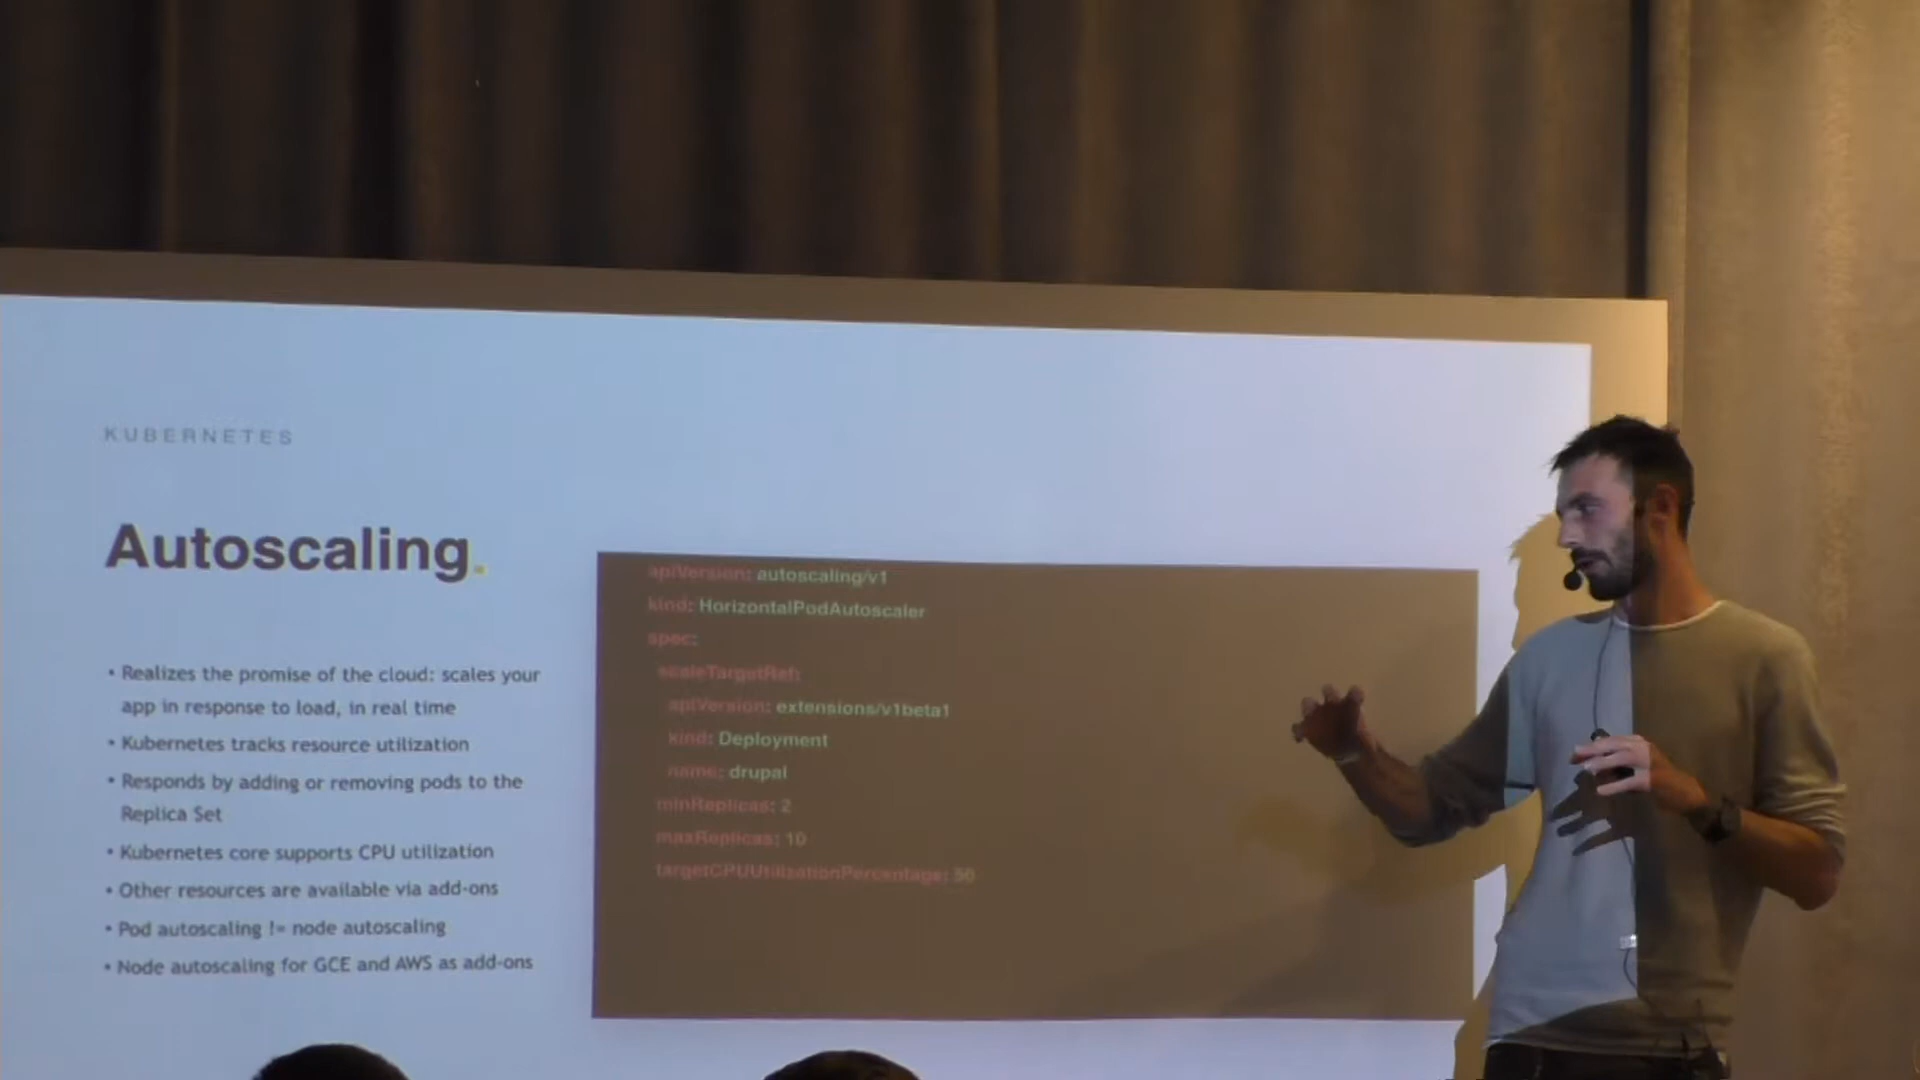 KUBERNETES
Autoscaling.
• Realizes the promise of the cloud: scales your
app in response to load, in real time
• Kubernetes tracks resource utilization
• Responds by adding or removing pods to the
Replica Set
• Kubernetes core supports CPU utilization
• Other resources are available via add-ons
• Pod autoscaling != node autoscaling
• Node autoscaling for GCE and AWS as add-ons
apiVersion: autoscaling/v1
kind: HorizontalPodAutoscaler
spec:
scaleTargetRef:
apiVersion: extensions/v1beta1
kind: Deployment
name: drupal
minReplicas: 2
maxReplicas: 10
targetCPUUtilizationPercentage: